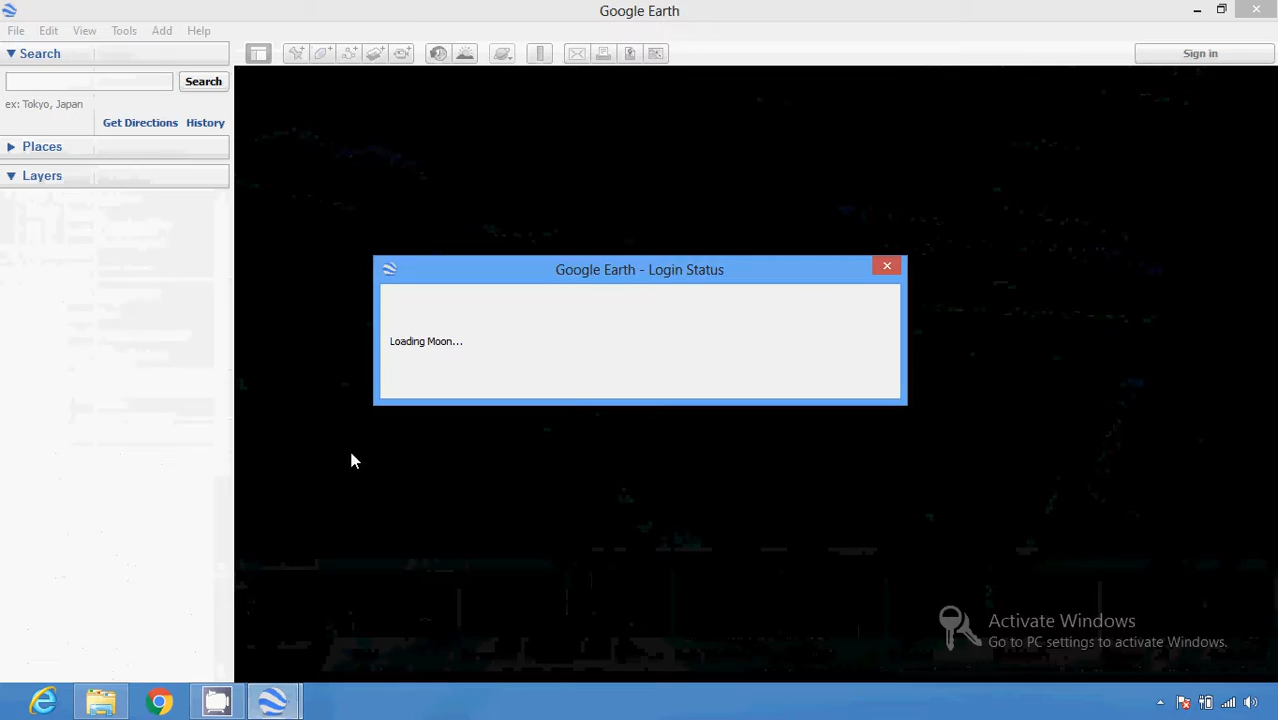 Google Earth
File Edit View Tools Add Help
Search
Sign in
Search
ex: Tokyo, Japan
Get Directions History
Places
Layers
Google Earth - Login Status
Loading Moon...
Activate Windows
Go to PC settings to activate Windows.